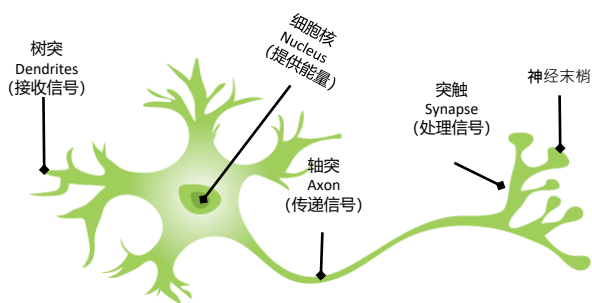 树突
Dendrites
(接收信号)
细胞核
Nucleus
(提供能量)
轴突
Axon
(传递信号)
突触
Synapse
(处理信号)
神经末梢